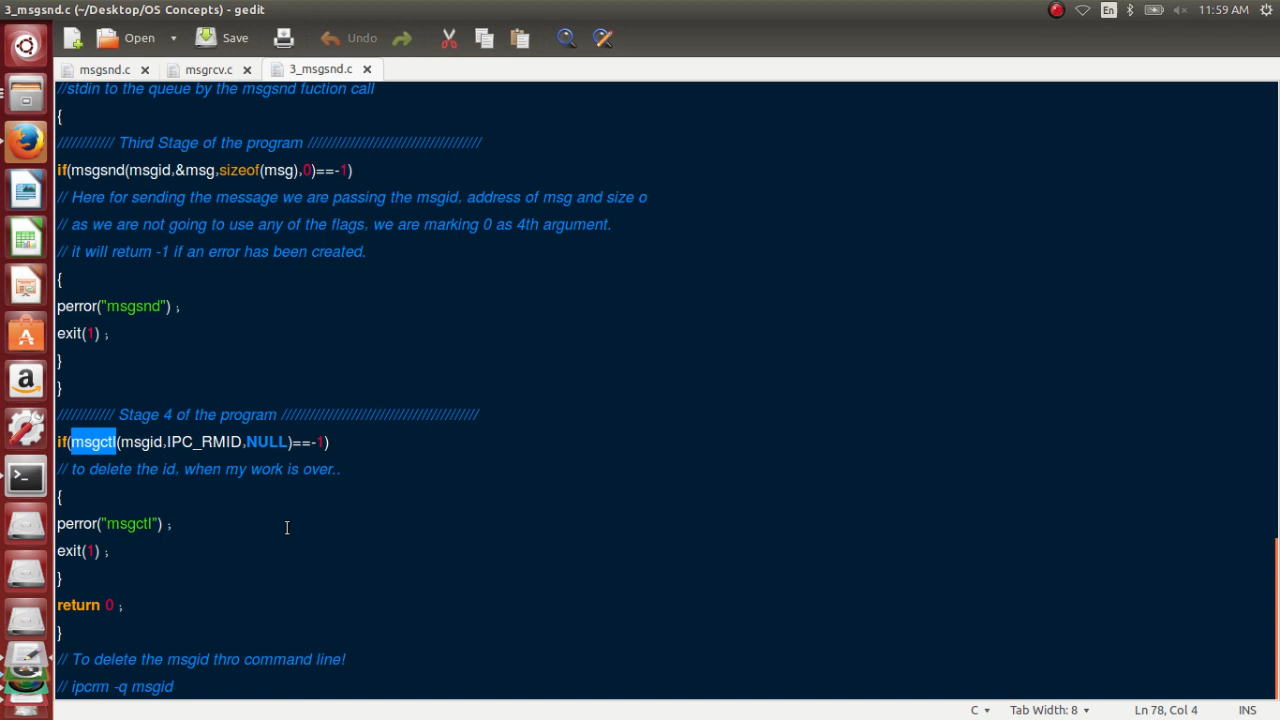 3_msgsnd.c (~/Desktop/OS Concepts) - gedit
En
11:59 AM
Open
Save
Undo
msgsnd.c
msgrcv.c
3_msgsnd.c
//stdin to the queue by the msgsnd fuction call
{
//////////// Third Stage of the program /////////////////////////////////////
if(msgsnd(msgid,&msg,sizeof(msg),0)==-1)
// Here for sending the message we are passing the msgid, address of msg and size o
// as we are not going to use any of the flags, we are marking 0 as 4th argument.
// it will return -1 if an error has been created.
{
perror("msgsnd") ;
exit(1) ;
}
}
//////////// Stage 4 of the program //////////////////////////////////////////
if(msgctl(msgid,IPC_RMID,NULL)==-1)
// to delete the id, when my work is over..
{
perror("msgctl") ;
exit(1) ;
}
return 0 ;
}
// To delete the msgid thro command line!
// ipcrm -q msgid
C
Tab Width: 8
Ln 78, Col 4
INS